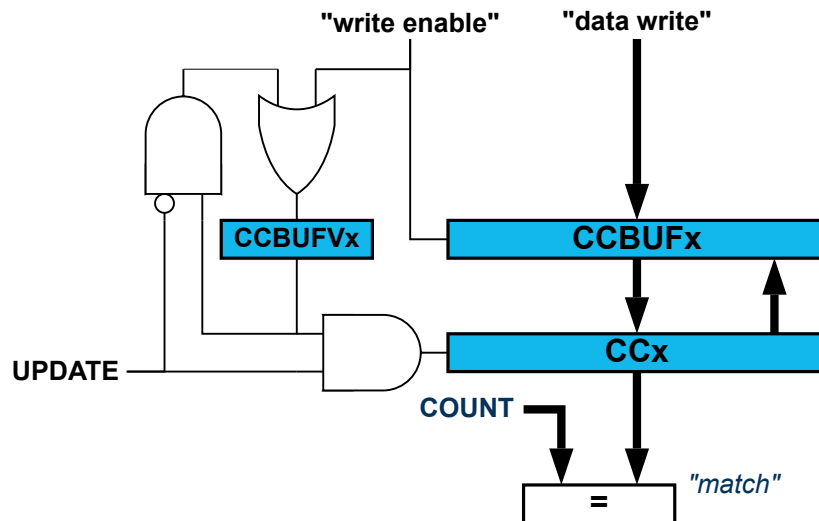 "write enable"
"data write"
CCBUFVx
CCBUFx
CCx
UPDATE
COUNT
"match"
=